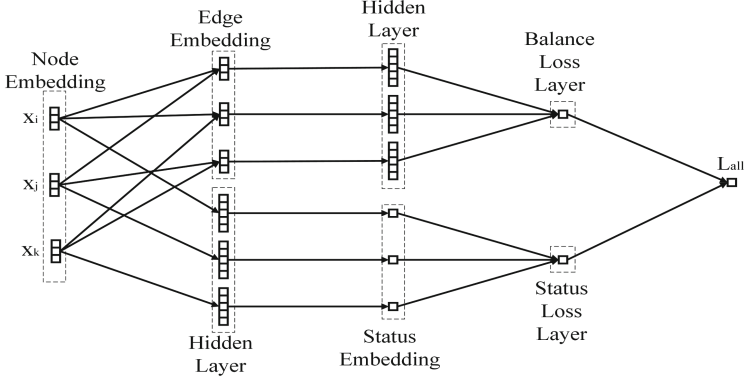 Edge
Embedding
Hidden
Layer
Balance
Loss
Layer
Node
Embedding
Xi
Xj
Xk
Lall
Hidden
Layer
Status
Embedding
Status
Loss
Layer